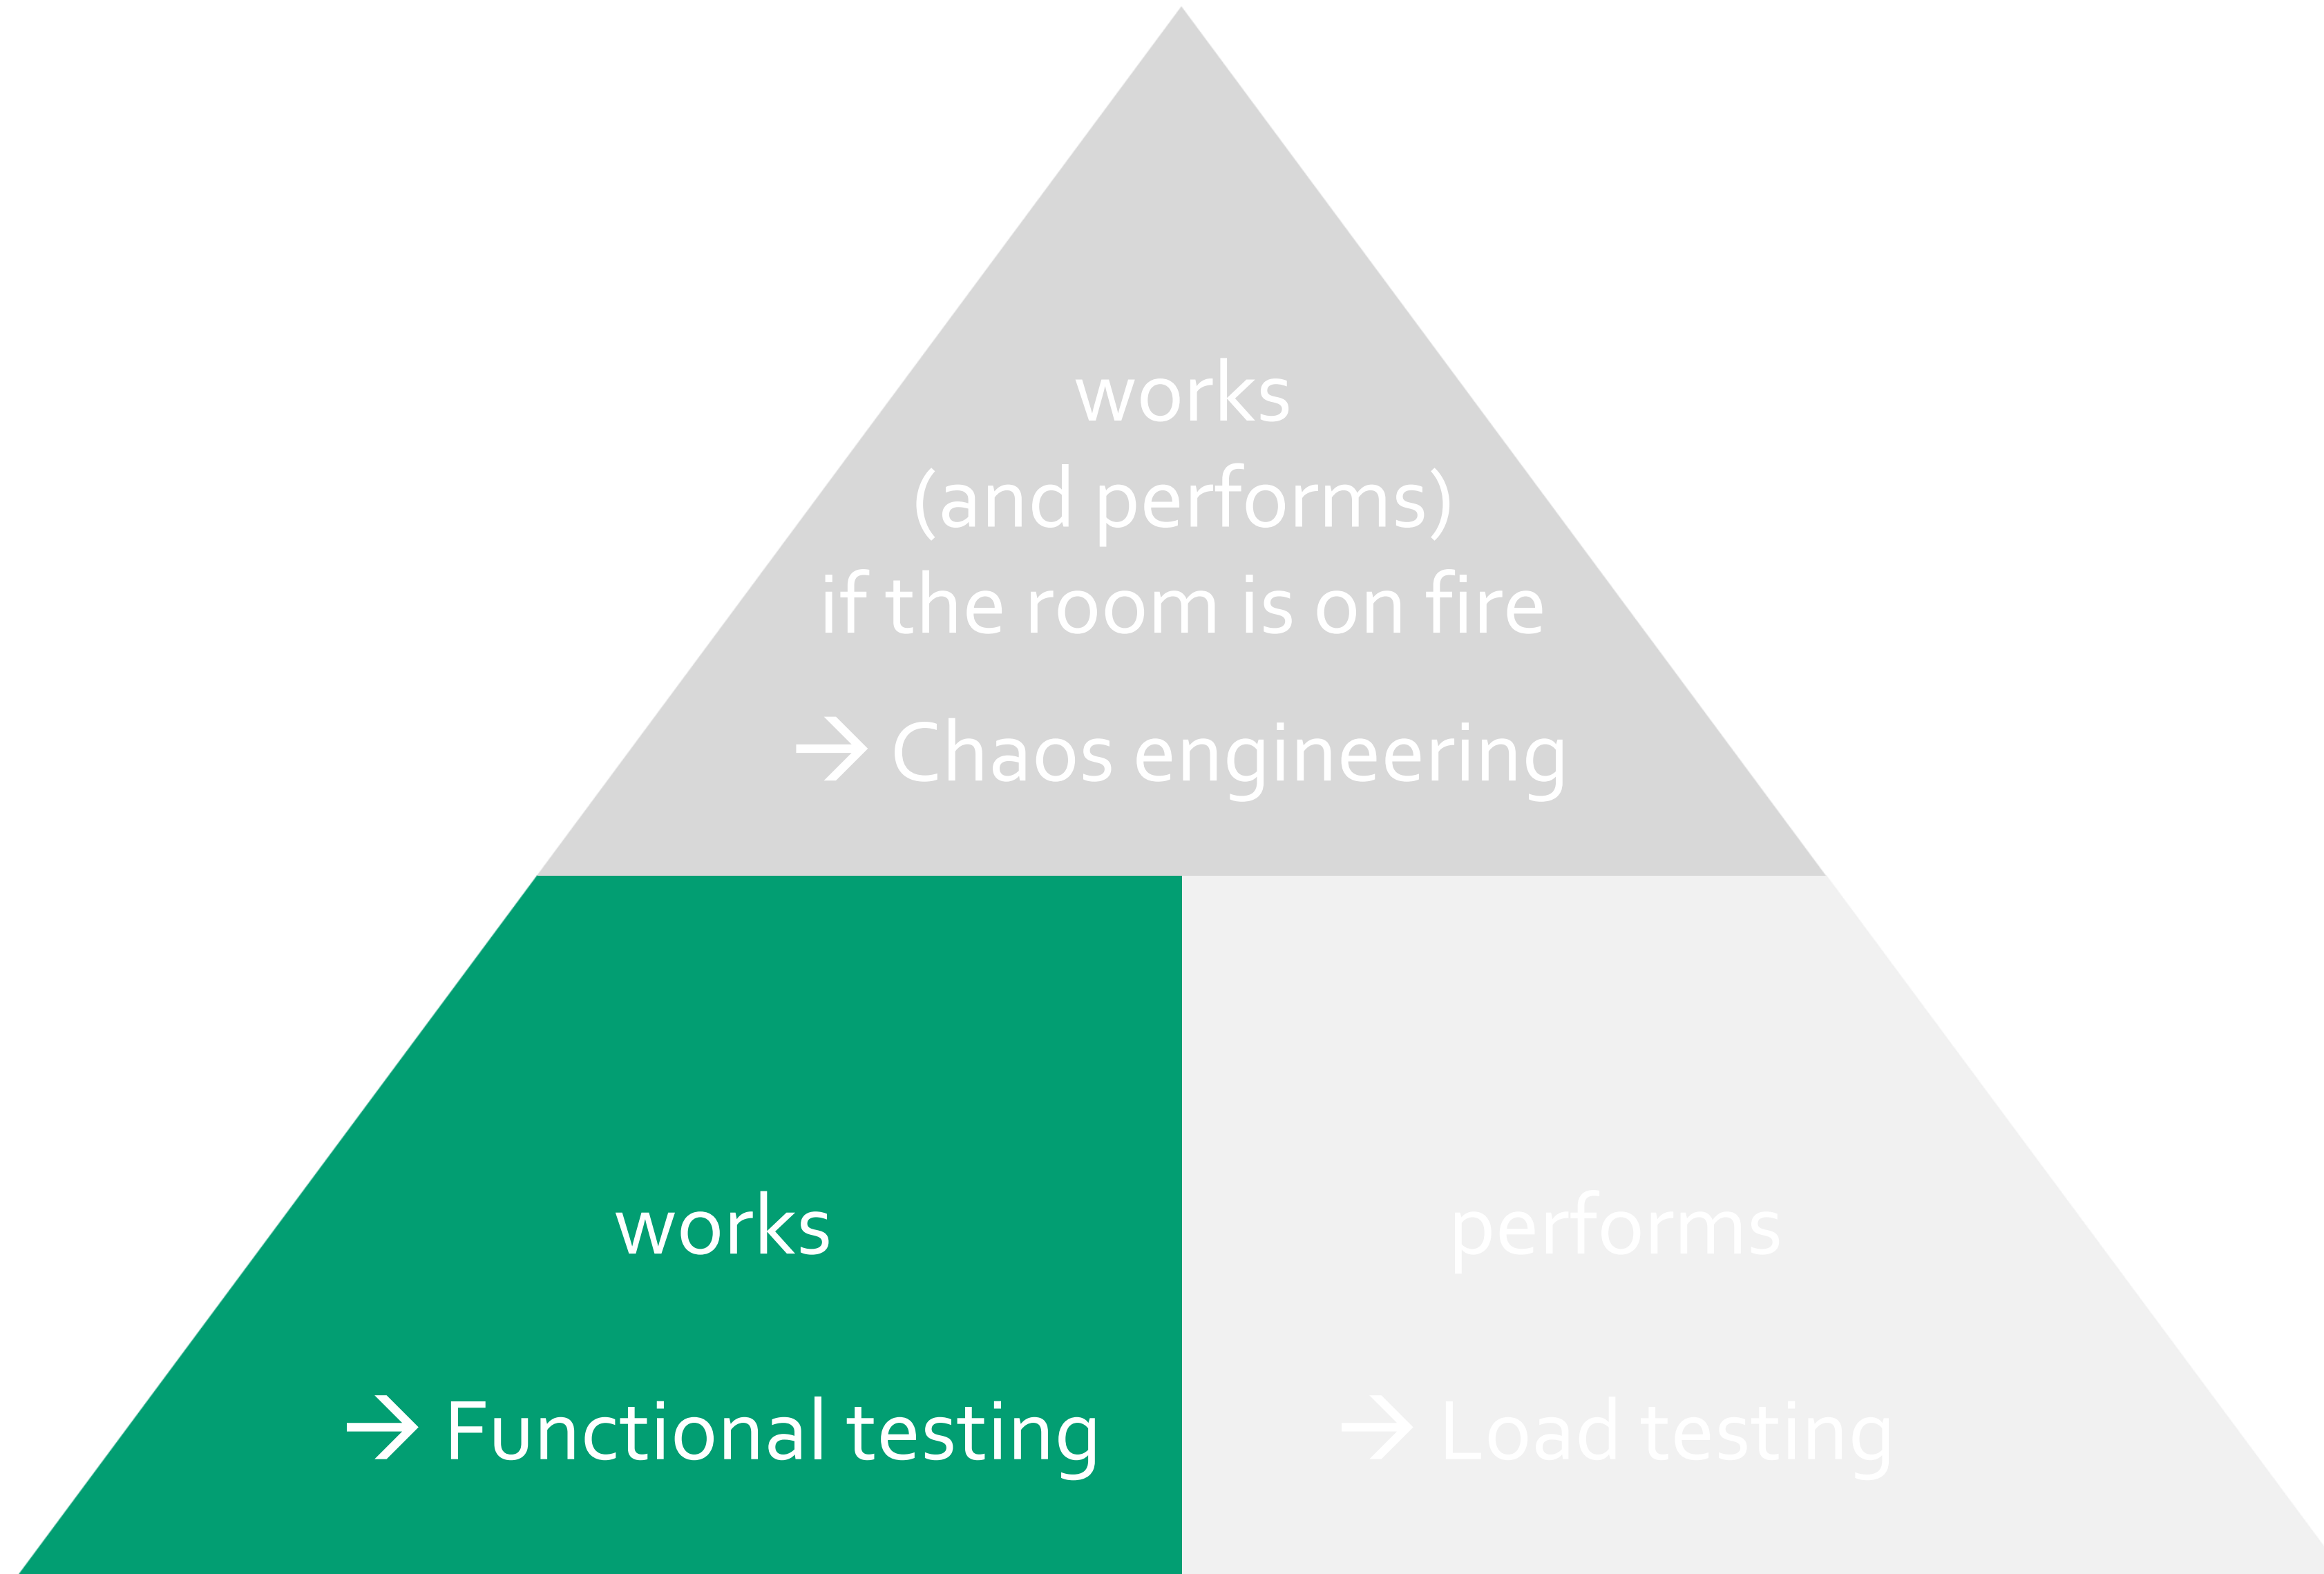 works
(and performs)
if the room is on fire
→ Chaos engineering
works
→ Functional testing
performs
→ Load testing